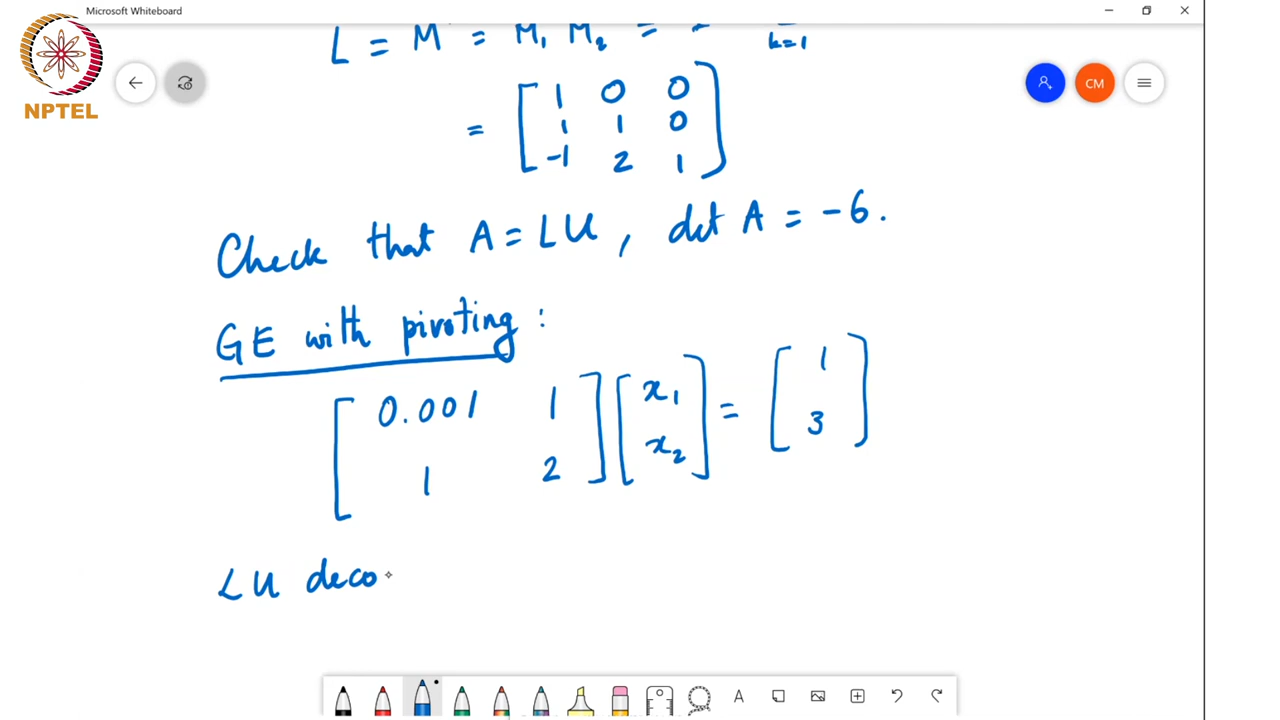 Microsoft Whiteboard
NPTEL
CM
L = M = M₁ M₂ = k=1
= [ 1 0 0
1 1 0
-1 2 1 ]
Check that A = LU, det A = -6.
GE with pivoting :
[ 0.001 1 ] [ x₁ ] = [ 1 ]
[ 1 2 ] [ x₂ ] [ 3 ]
LU deco
A